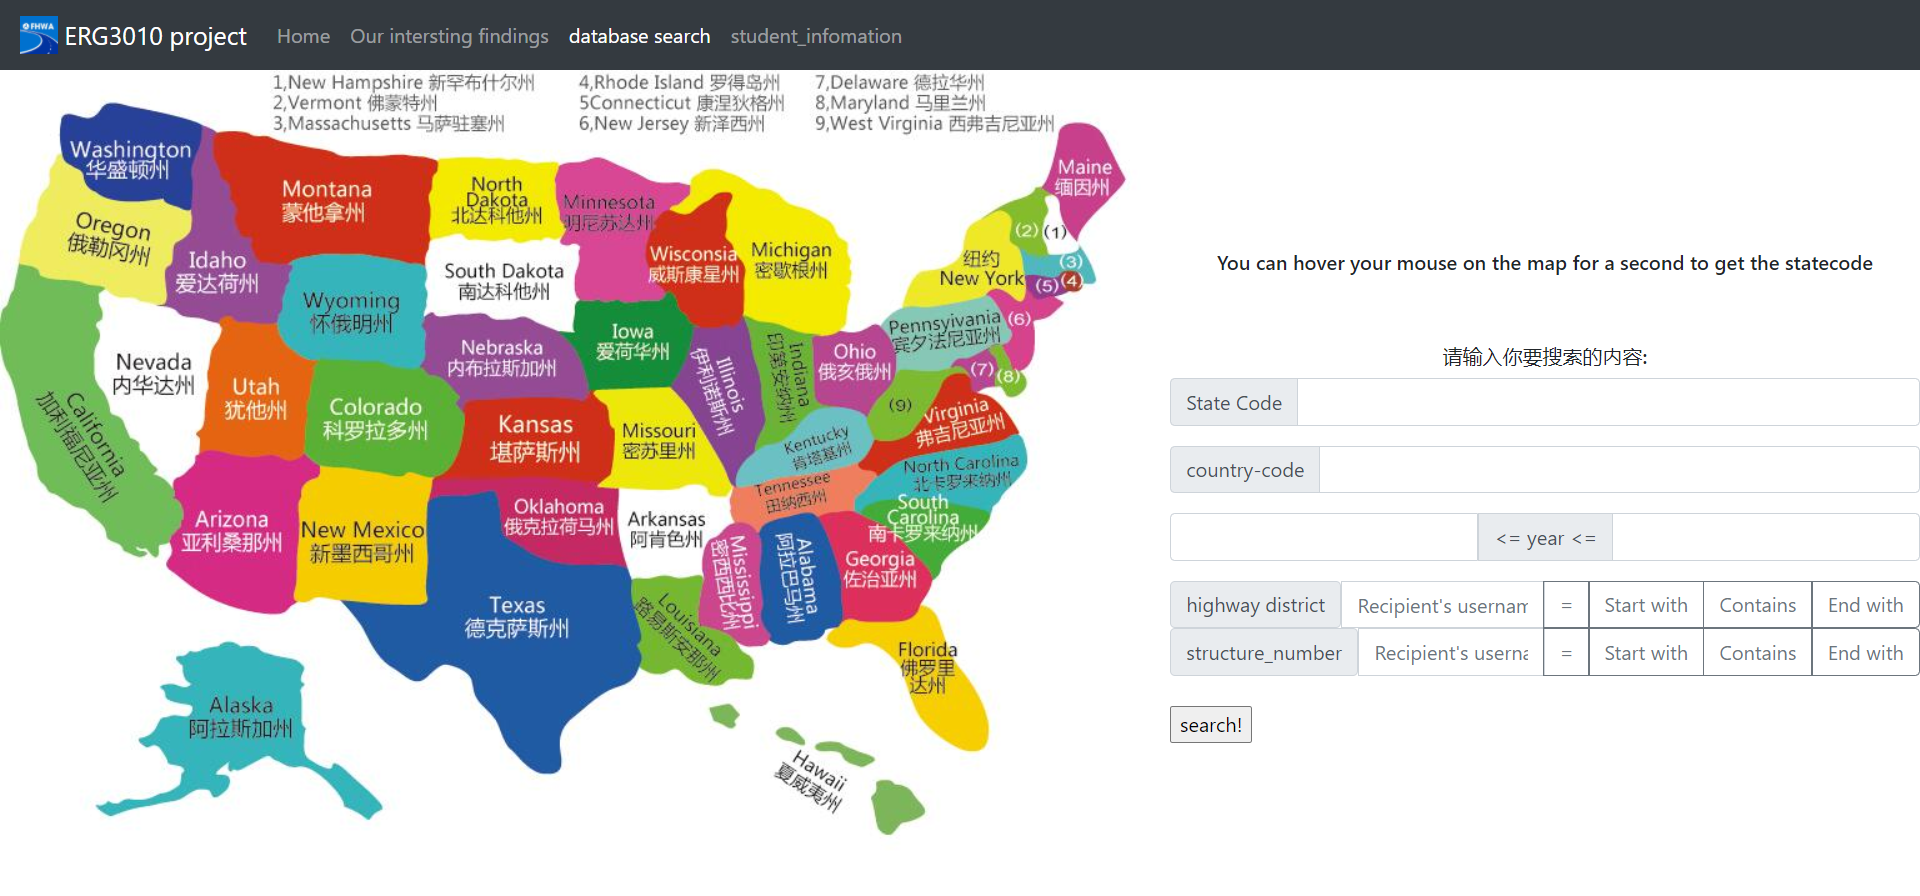 FHWA
ERG3010 project
Home
Our intersting findings
database search
student_infomation
1,New Hampshire 新罕布什尔州
2,Vermont 佛蒙特州
3,Massachusetts 马萨驻塞州
4,Rhode Island 罗得岛州
5Connecticut 康涅狄格州
6,New Jersey 新泽西州
7,Delaware 德拉华州
8,Maryland 马里兰州
9,West Virginia 西弗吉尼亚州
Washington
华盛顿州
Oregon
俄勒冈州
Idaho
爱达荷州
Montana
蒙他拿州
Wyoming
怀俄明州
North
Dakota
北达科他州
South Dakota
南达科他州
Minnesota
明尼苏达州
Wisconsia
威斯康星州
Michigan
密歇根州
Maine
缅因州
(2)
(1)
(3)
(5)
(4)
(6)
纽约
New York
Pennsyivania
宾夕法尼亚州
(7)
(8)
(9)
Nevada
内华达州
Utah
犹他州
California
加利福尼亚州
Colorado
科罗拉多州
Nebraska
内布拉斯加州
Iowa
爱荷华州
Illinois
伊利诺斯州
Indiana
印第安纳州
Ohio
俄亥俄州
Kansas
堪萨斯州
Missouri
密苏里州
Kentucky
肯塔基州
Virginia
弗吉尼亚州
North Carolina
北卡罗来纳州
Tennessee
田纳西州
South
Carolina
南卡罗来纳州
Arizona
亚利桑那州
New Mexico
新墨西哥州
Oklahoma
俄克拉荷马州
Arkansas
阿肯色州
Mississippi
密西西比州
Alabama
阿拉巴马州
Georgia
佐治亚州
Texas
德克萨斯州
Louisiana
路易斯安那州
Florida
佛罗里
达州
Alaska
阿拉斯加州
Hawaii
夏威夷州
You can hover your mouse on the map for a second to get the statecode
请输入你要搜索的内容:
State Code
country-code
<= year <=
highway district
Recipient's usernam
=
Start with
Contains
End with
structure_number
Recipient's userna
=
Start with
Contains
End with
search!